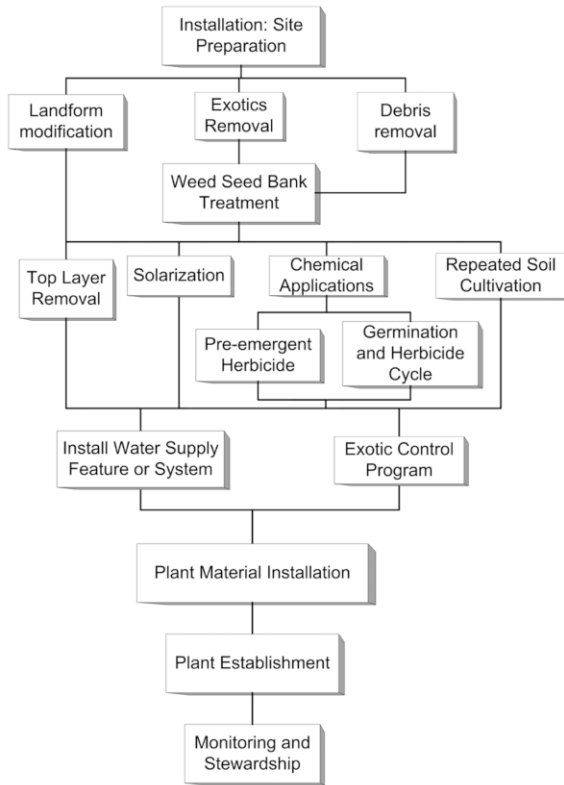 Installation: Site
Preparation
Landform
modification
Exotics
Removal
Debris
removal
Weed Seed Bank
Treatment
Top Layer
Removal
Solarization
Chemical
Applications
Repeated Soil
Cultivation
Pre-emergent
Herbicide
Germination
and Herbicide
Cycle
Install Water Supply
Feature or System
Exotic Control
Program
Plant Material Installation
Plant Establishment
Monitoring and
Stewardship